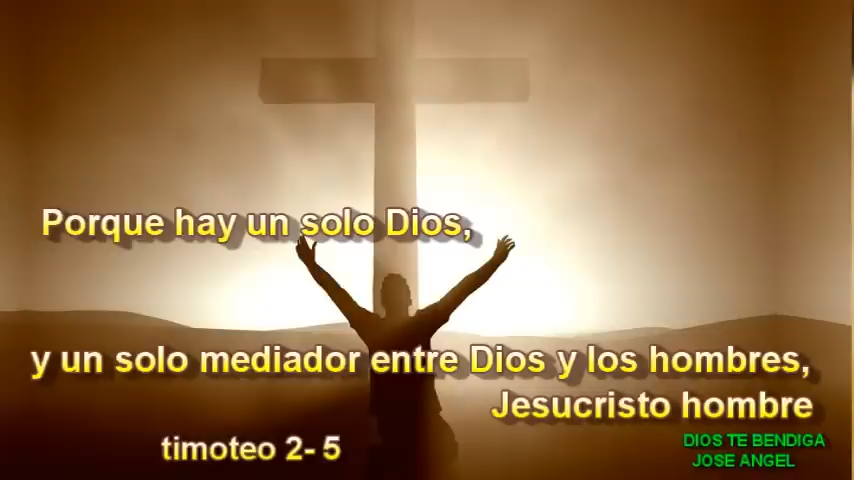 Porque hay un solo Dios,
y un solo mediador entre Dios y los hombres,
Jesucristo hombre
timoteo 2- 5
DIOS TE BENDIGA
JOSE ANGEL